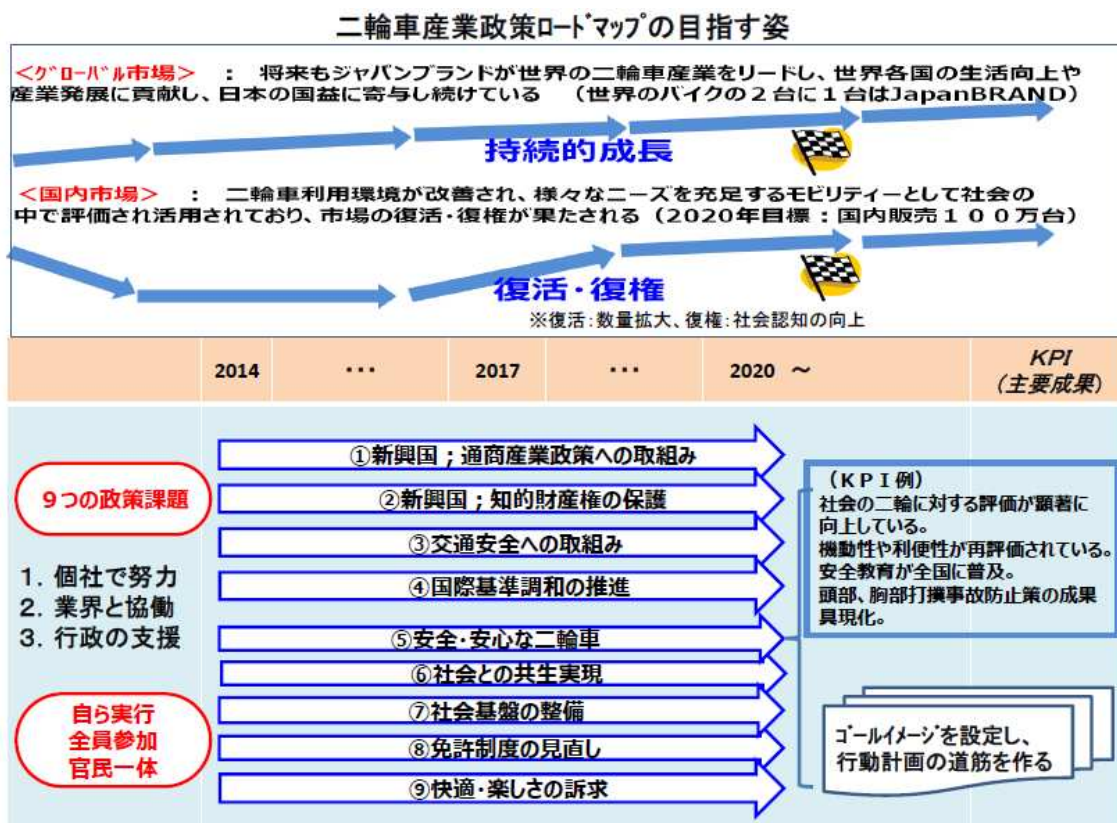 二輪車産業政策ロードマップの目指す姿
<グローバル市場> : 将来もジャパンブランドが世界の二輪車産業をリードし、世界各国の生活向上や
産業発展に貢献し、日本の国益に寄与し続けている (世界のバイクの2台に1台はJapanBRAND)
持続的成長
<国内市場> : 二輪車利用環境が改善され、様々なニーズを充足するモビリティーとして社会の
中で評価され活用されており、市場の復活・復権が果たされる (2020年目標:国内販売100万台)
復活・復権
※復活:数量拡大、復権:社会認知の向上
2014 ・・・ 2017 ・・・ 2020 ~ KPI
(主要成果)
9つの政策課題
1. 個社で努力
2. 業界と協働
3. 行政の支援
自ら実行
全員参加
官民一体
①新興国;通商産業政策への取組み
②新興国;知的財産権の保護
③交通安全への取組み
④国際基準調和の推進
⑤安全・安心な二輪車
⑥社会との共生実現
⑦社会基盤の整備
⑧免許制度の見直し
⑨快適・楽しさの訴求
(KPI例)
社会の二輪に対する評価が顕著に
向上している。
機動性や利便性が再評価されている。
安全教育が全国に普及。
頭部、胸部打撲事故防止策の成果
具現化。
ゴールイメージを設定し、
行動計画の道筋を作る